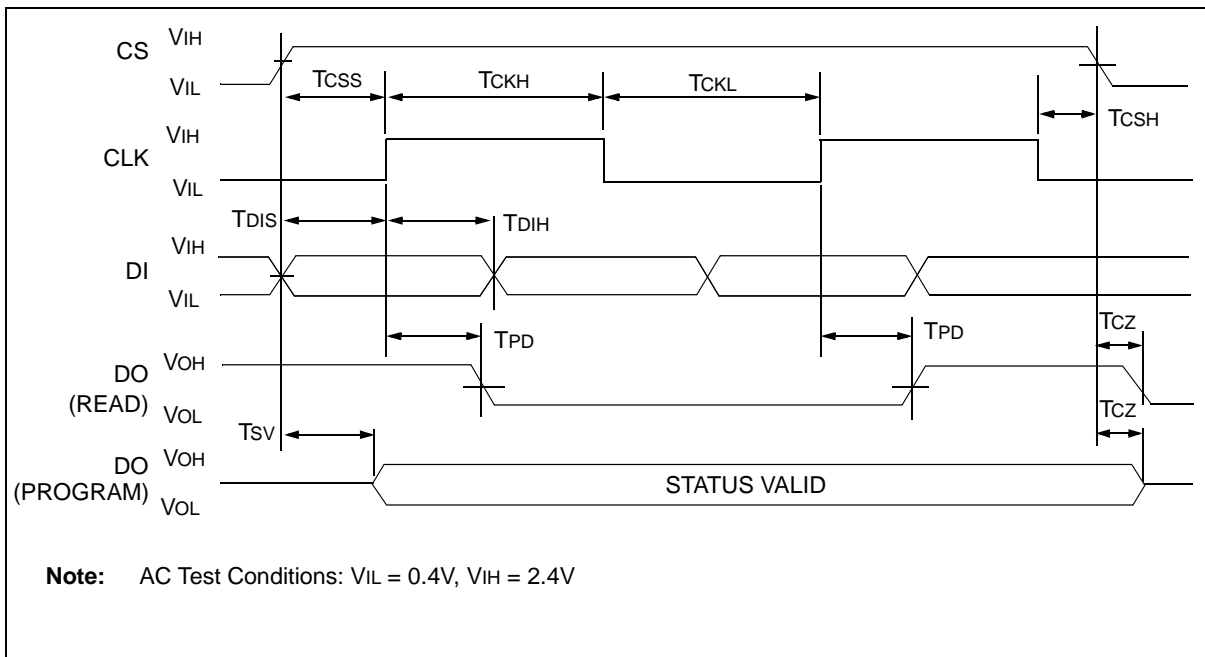 CS VIH
VIL
TCSS TCKH TCKL
TCSH
CLK VIH
VIL
TDIS TDIH
DI VIH
VIL
TPD TPD TCZ
DO
(READ)
VOH
VOL
TSV TCZ
DO
(PROGRAM)
VOH
VOL
STATUS VALID
Note: AC Test Conditions: VIL = 0.4V, VIH = 2.4V